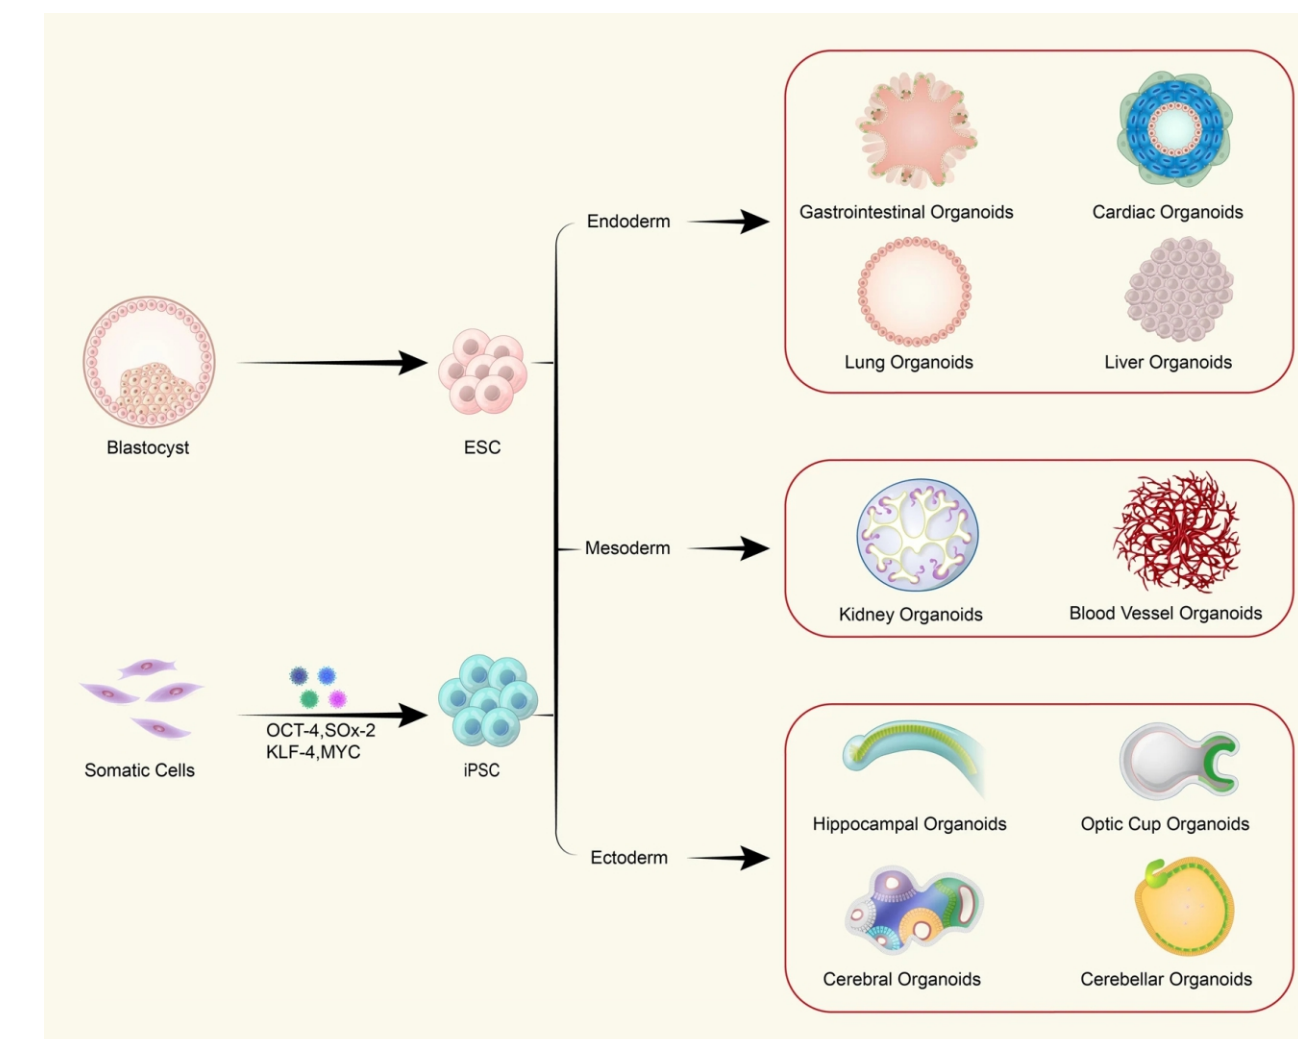 Gastrointestinal Organoids
Cardiac Organoids
Endoderm
Lung Organoids
Liver Organoids
Blastocyst
ESC
Mesoderm
Kidney Organoids
Blood Vessel Organoids
OCT-4,SOx-2
KLF-4,MYC
Somatic Cells
iPSC
Hippocampal Organoids
Optic Cup Organoids
Ectoderm
Cerebral Organoids
Cerebellar Organoids